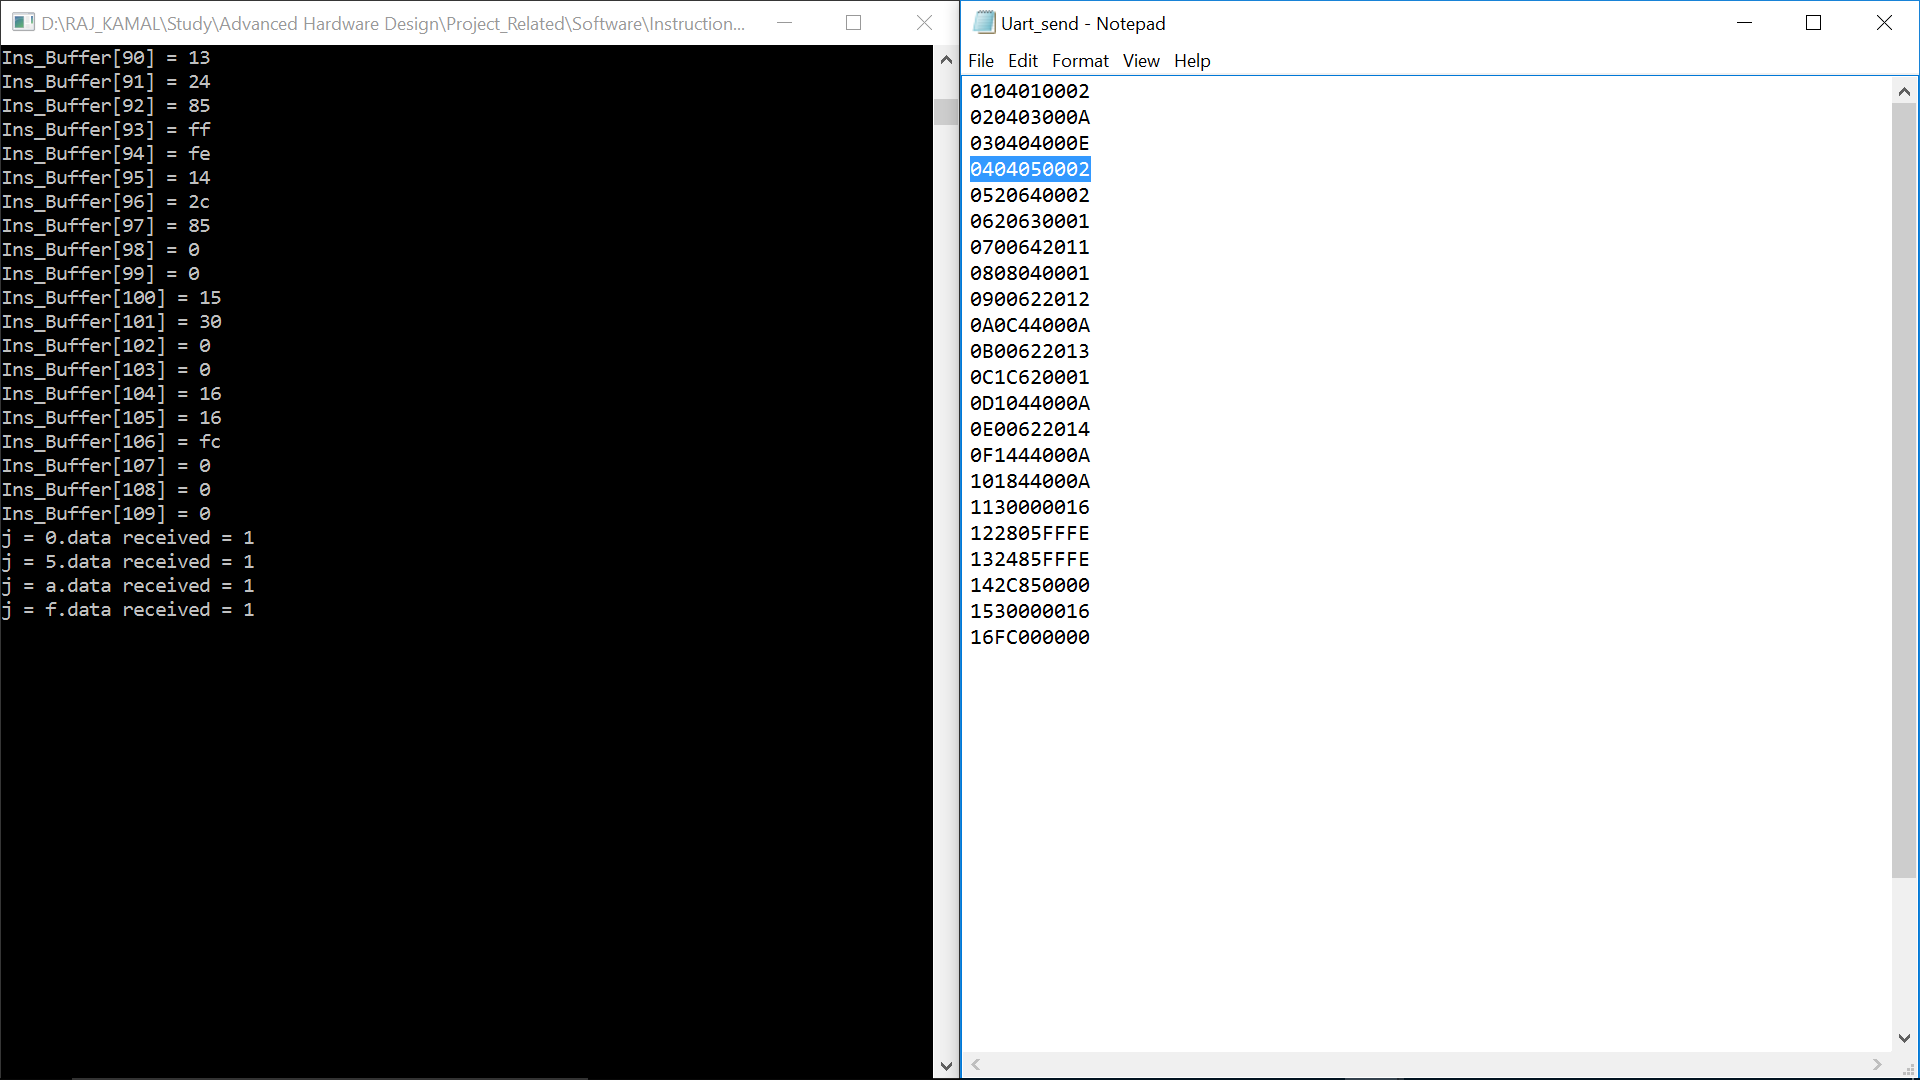 D:\RAJ_KAMAL\Study\Advanced Hardware Design\Project_Related\Software\Instruction...
Ins_Buffer[90] = 13
Ins_Buffer[91] = 24
Ins_Buffer[92] = 85
Ins_Buffer[93] = ff
Ins_Buffer[94] = fe
Ins_Buffer[95] = 14
Ins_Buffer[96] = 2c
Ins_Buffer[97] = 85
Ins_Buffer[98] = 0
Ins_Buffer[99] = 0
Ins_Buffer[100] = 15
Ins_Buffer[101] = 30
Ins_Buffer[102] = 0
Ins_Buffer[103] = 0
Ins_Buffer[104] = 16
Ins_Buffer[105] = 16
Ins_Buffer[106] = fc
Ins_Buffer[107] = 0
Ins_Buffer[108] = 0
Ins_Buffer[109] = 0
j = 0.data received = 1
j = 5.data received = 1
j = a.data received = 1
j = f.data received = 1
Uart_send - Notepad
File Edit Format View Help
0104010002
020403000A
030404000E
0404050002
0520640002
0620630001
0700642011
0808040001
0900622012
0A0C44000A
0B00622013
0C1C620001
0D1044000A
0E00622014
0F1444000A
101844000A
1130000016
122805FFFE
132485FFFE
142C850000
1530000016
16FC000000